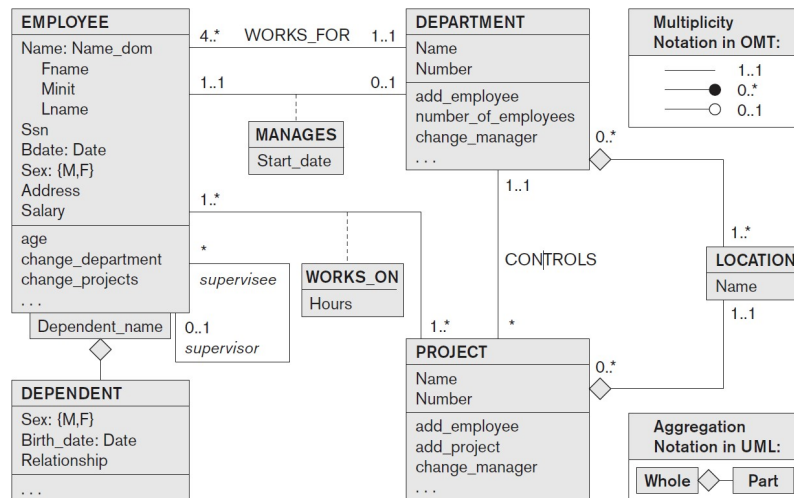 EMPLOYEE
Name: Name_dom
Fname
Minit
Lname
Ssn
Bdate: Date
Sex: {M,F}
Address
Salary
age
change_department
change_projects
. . .
Dependent_name
DEPENDENT
Sex: {M,F}
Birth_date: Date
Relationship
. . .
4..* WORKS_FOR 1..1
1..1 0..1
MANAGES
Start_date
1..*
*
supervisee
0..1
supervisor
WORKS_ON
Hours
1..*
DEPARTMENT
Name
Number
add_employee
number_of_employees
change_manager
. . .
0..*
1..1
CONTROLS
*
PROJECT
Name
Number
add_employee
add_project
change_manager
. . .
0..*
Multiplicity
Notation in OMT:
1..1
0..*
0..1
1..*
LOCATION
Name
1..1
Aggregation
Notation in UML:
Whole Part